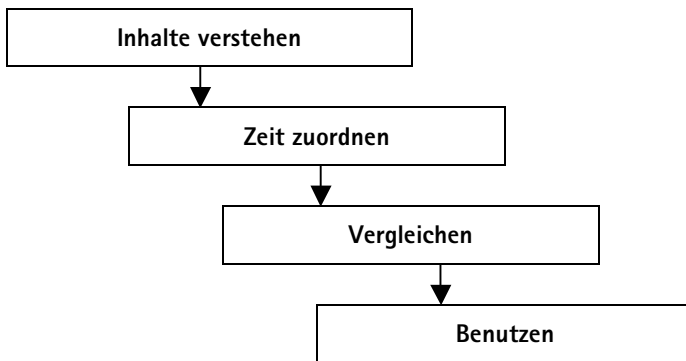 Inhalte verstehen
Zeit zuordnen
Vergleichen
Benutzen